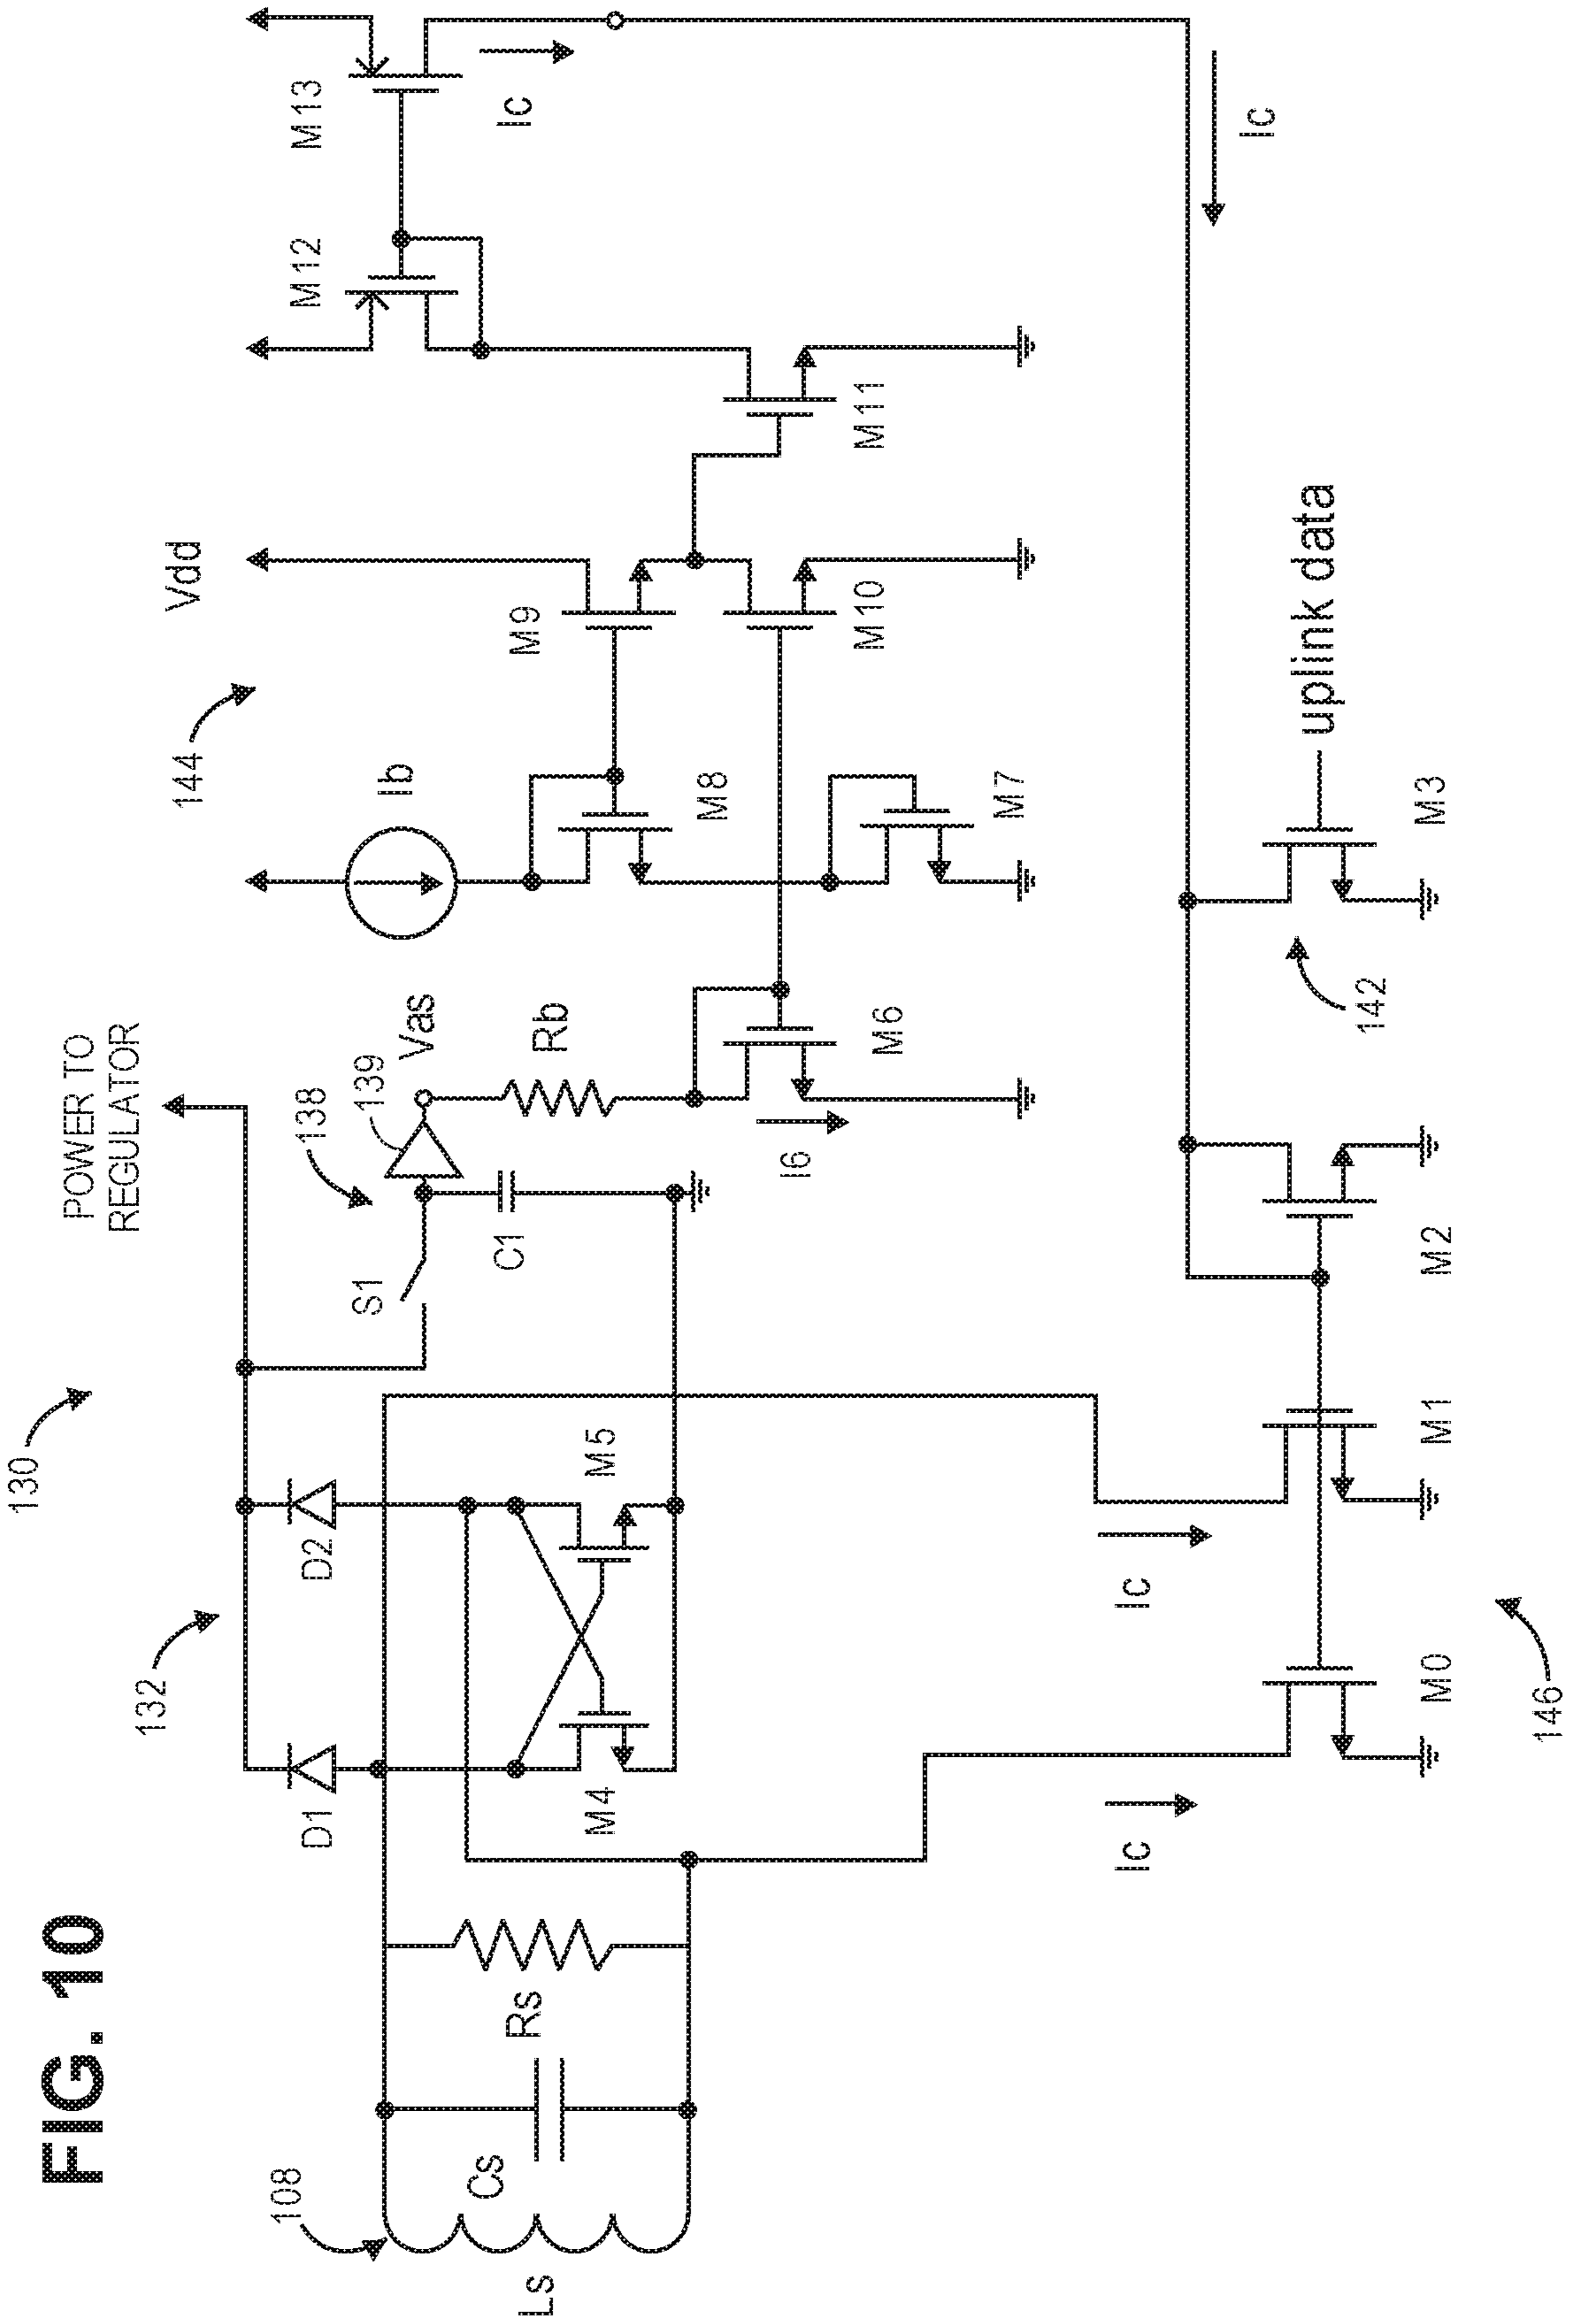 FIG. 10
130
POWER TO
REGULATOR
132
D1
D2
S1
138
139
Vas
144
Vdd
Ib
M12
M13
Ic
C1
Rb
M8
M9
M4
M5
I6
M6
M7
M10
M11
108
Ls
Cs
Rs
Ic
Ic
Ic
M0
M1
M2
142
M3
uplink data
146